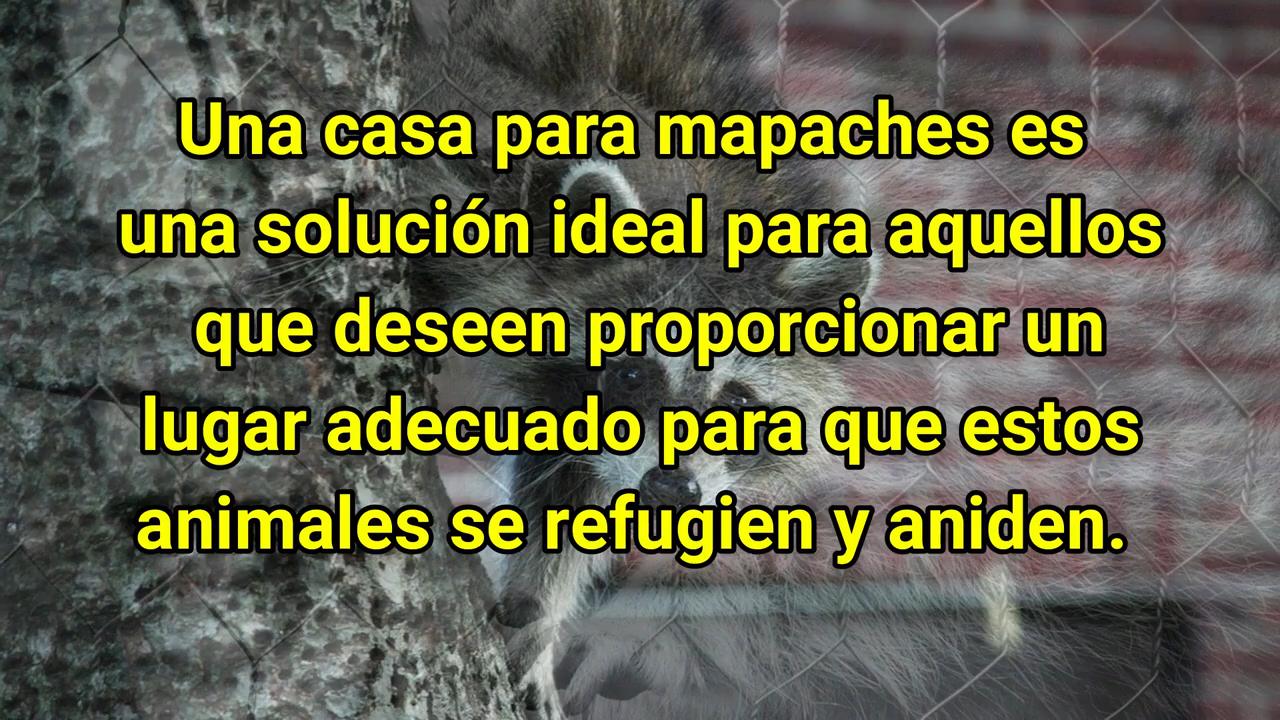 Una casa para mapaches es
una solución ideal para aquellos
que deseen proporcionar un
lugar adecuado para que estos
animales se refugien y aniden.